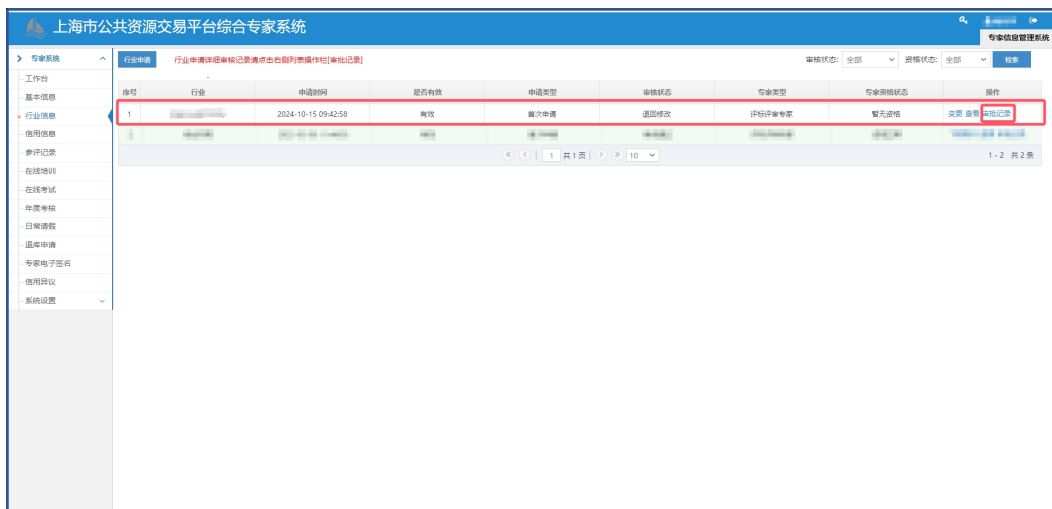 上海市公共资源交易平台综合专家系统
专家信息管理系统
专家系统
工作台
基本信息
行业信息
信用信息
参评记录
在线培训
在线考试
年度考核
日常请假
退库申请
专家电子签名
信用异议
系统设置
行业申请 行业申请详细审核记录请点击右侧列表操作栏[审批记录] 审核状态: 全部 资格状态: 全部 检索
序号 行业 申请时间 是否有效 申请类型 审核状态 专家类型 专家资格状态 操作
1 2024-10-15 09:42:58 有效 首次申请 退回修改 评标评审专家 暂无资格 变更 查看 审批记录
1 共1页 10 1-2 共2条